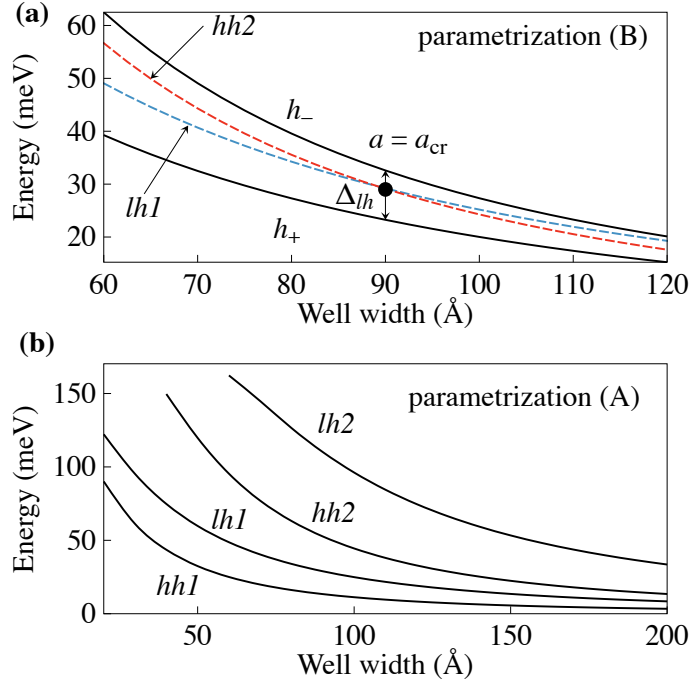 (a)
60
50
40
30
20
Energy (meV)
hh2
lh1
h−
h+
parametrization (B)
a = acr
Δlh
60 70 80 90 100 110 120
Well width (Å)
(b)
150
100
50
0
Energy (meV)
parametrization (A)
lh2
hh2
lh1
hh1
50 100 150 200
Well width (Å)